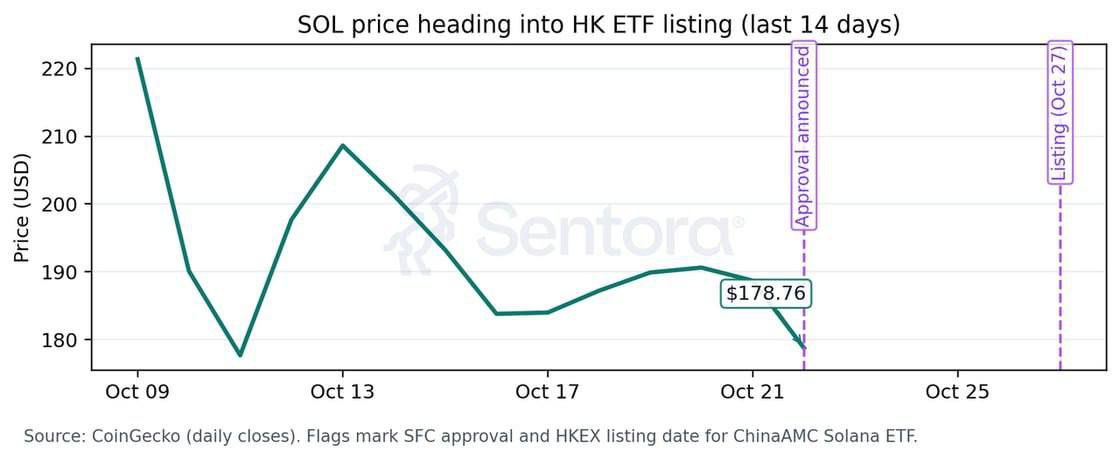 SOL price heading into HK ETF listing (last 14 days)
Price (USD)
220
210
200
190
180
Sentora®
$178.76
Approval announced
Listing (Oct 27)
Oct 09
Oct 13
Oct 17
Oct 21
Oct 25
Source: CoinGecko (daily closes). Flags mark SFC approval and HKEX listing date for ChinaAMC Solana ETF.